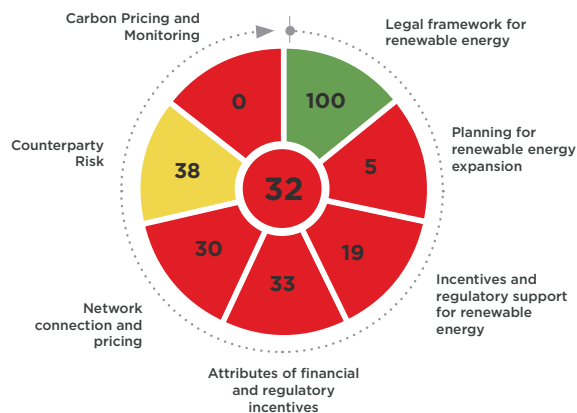 Legal framework for
renewable energy
100
Planning for
renewable energy
expansion
5
Incentives and
regulatory support
for renewable
energy
19
Attributes of financial
and regulatory
incentives
33
Network
connection and
pricing
30
Counterparty
Risk
38
Carbon Pricing and
Monitoring
0
32